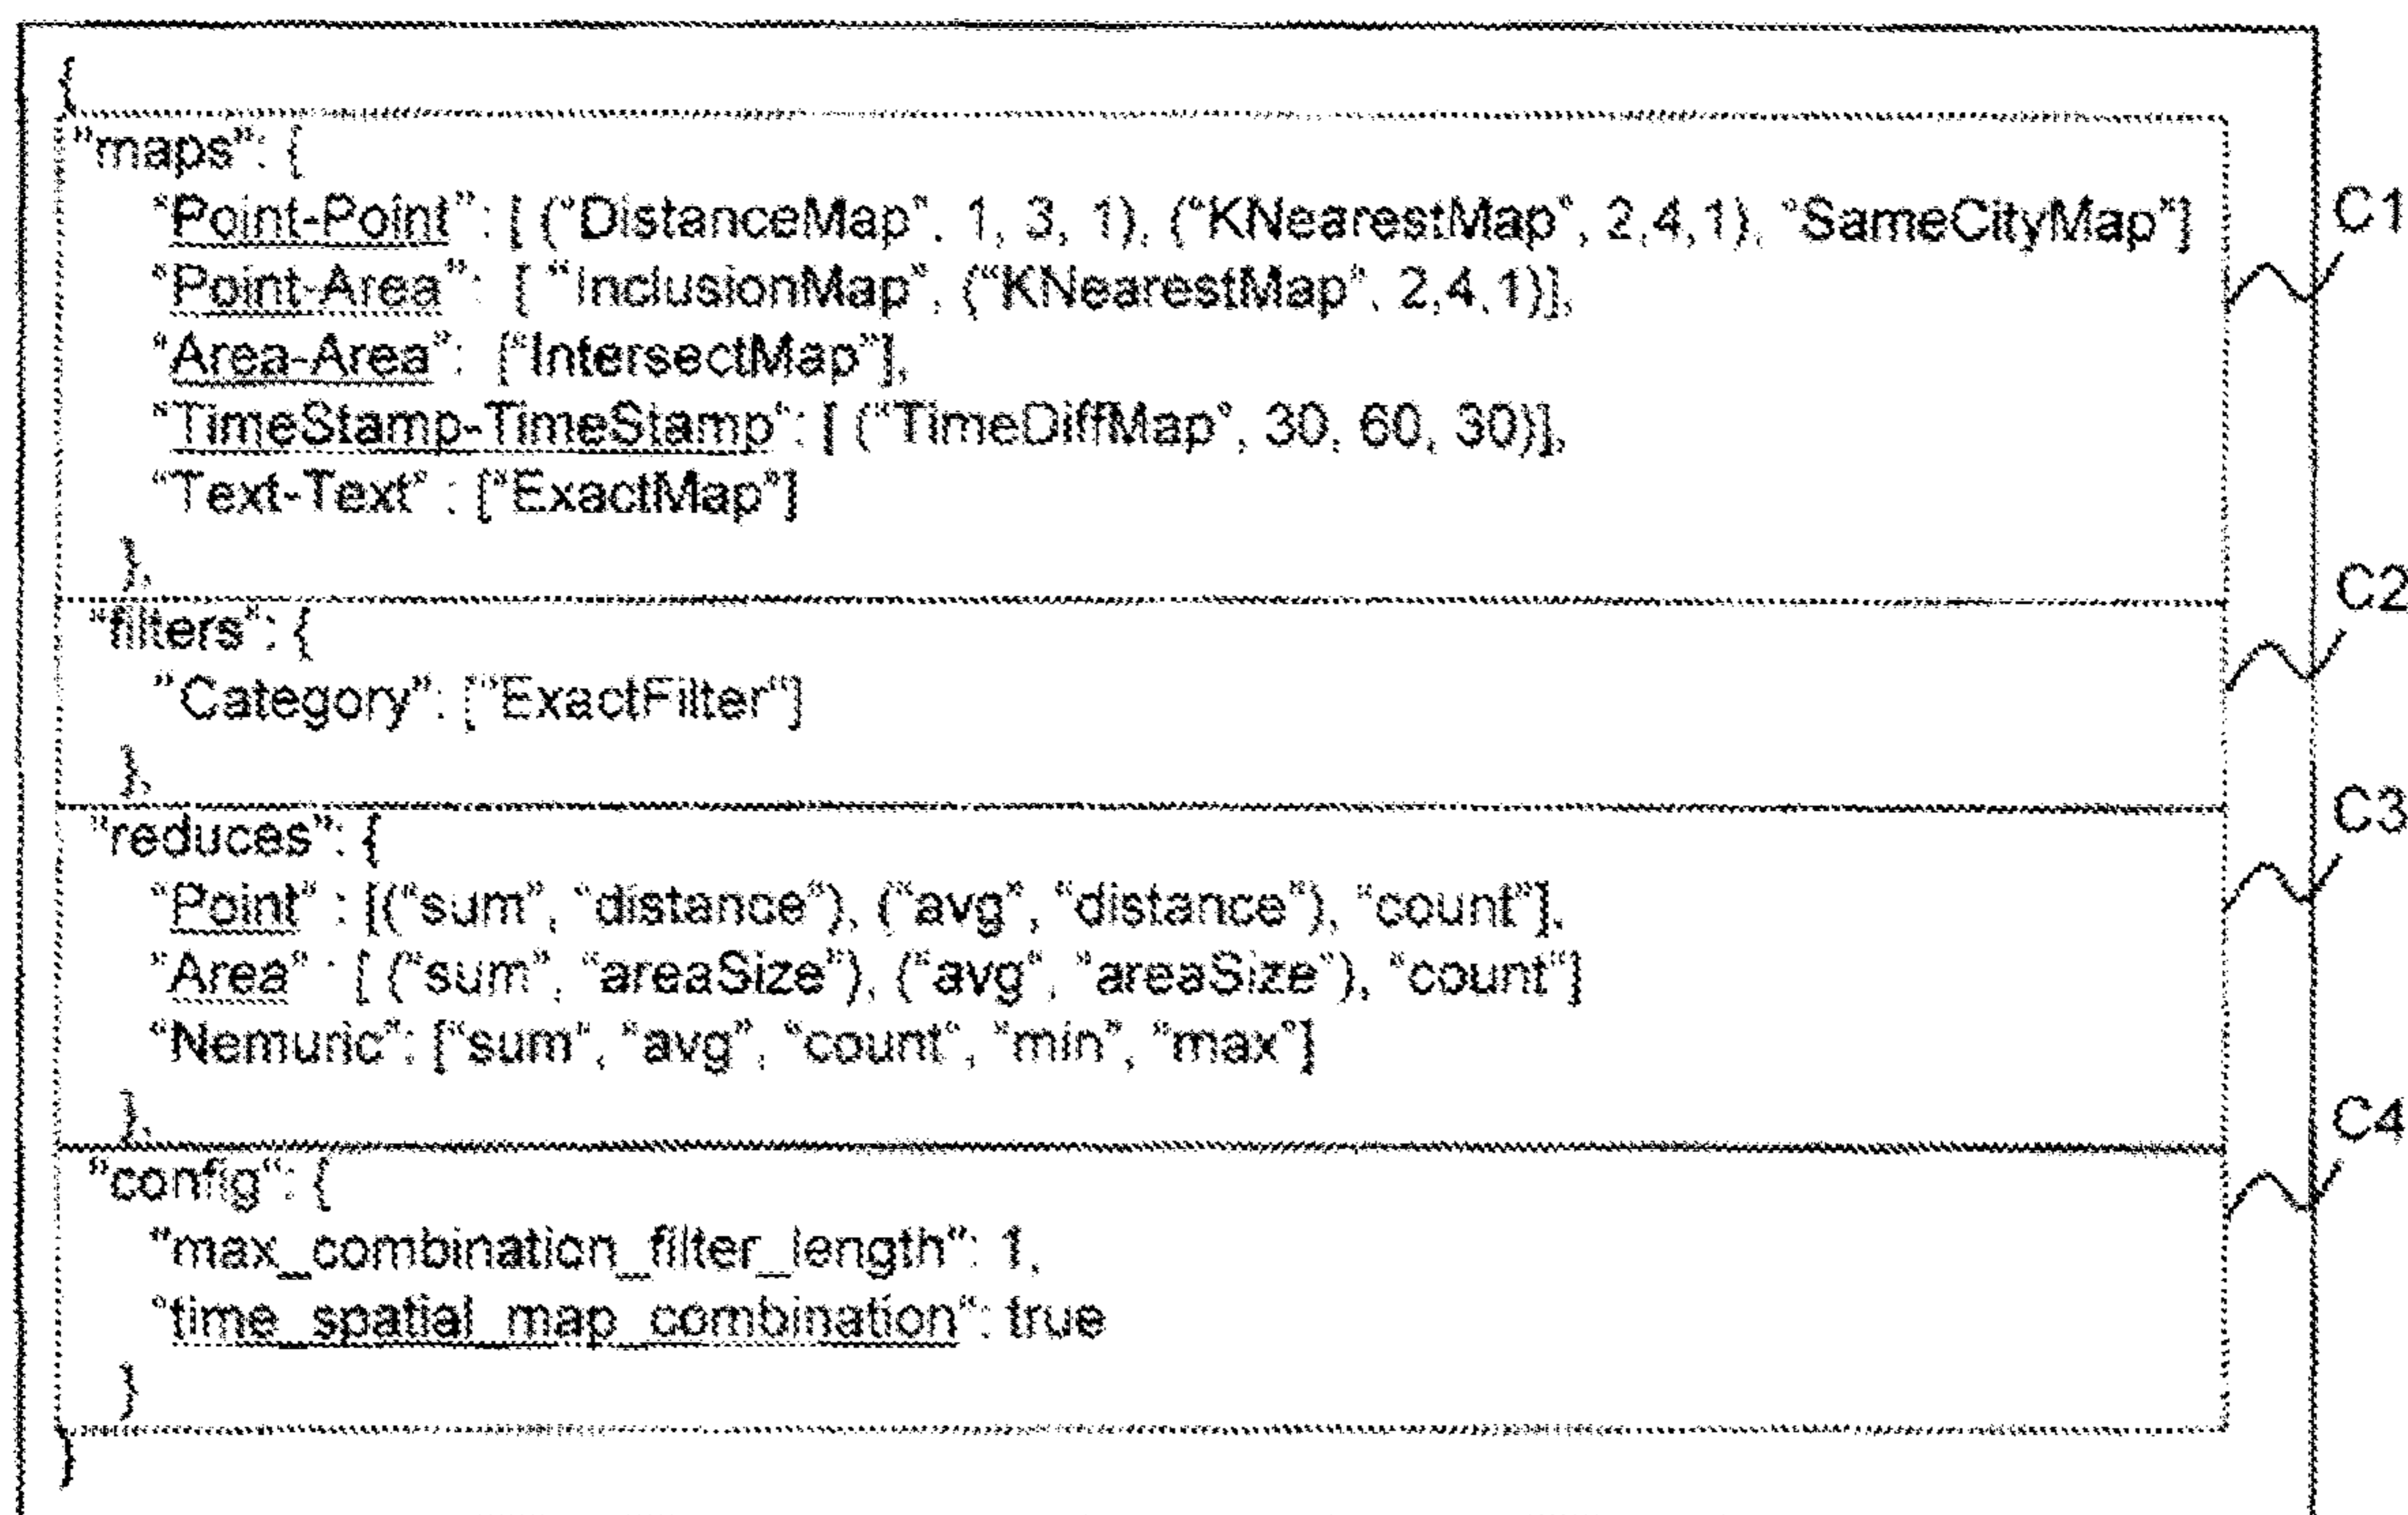 {
"maps": {
"Point-Point": [ ("DistanceMap", 1, 3, 1), ("KNearestMap", 2,4,1), "SameCityMap"]
C1
"Point-Area": [ "InclusionMap", ("KNearestMap", 2,4,1)],
"Area-Area": ["IntersectMap"],
"TimeStamp-TimeStamp": [ ("TimeDiffMap", 30, 60, 30)],
"Text-Text" : ["ExactMap"]
},
C2
"filters": {
"Category": ["ExactFilter"]
},
C3
"reduces": {
"Point" : [("sum", "distance"), ("avg", "distance"), "count"],
"Area" : [ ("sum", "areaSize"), ("avg", "areaSize"), "count"]
"Nemuric": ["sum", "avg", "count", "min", "max"]
},
C4
"config": {
"max_combination_filter_length": 1,
"time_spatial_map_combination": true
}
}